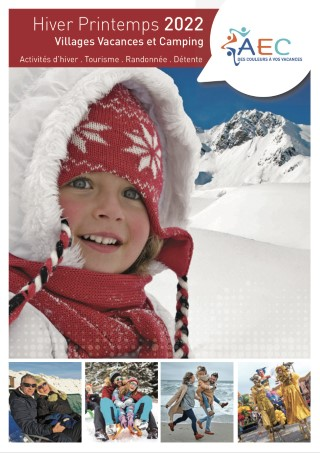 Hiver Printemps 2022
Villages Vacances et Camping
Activités d'hiver . Tourisme . Randonnée . Détente
AEC
DES COULEURS A VOS VACANCES